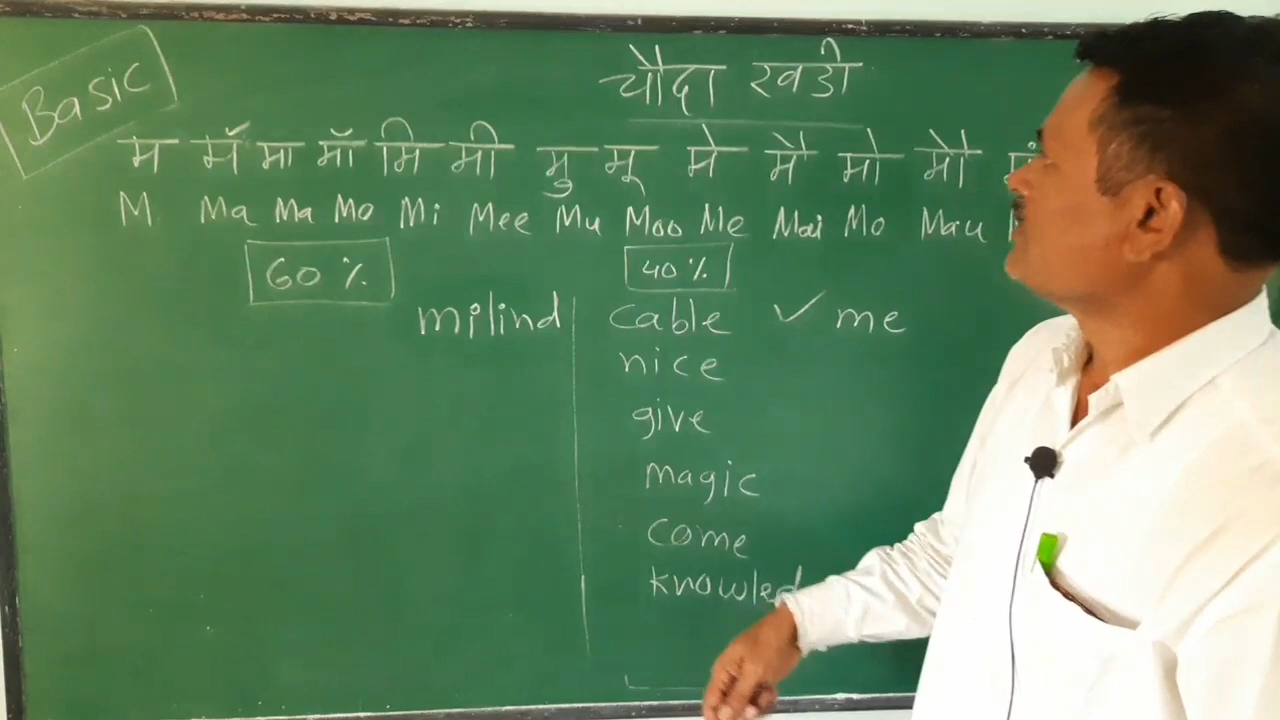 Basic
चौदा खडी
म मॅ मा मॉ मि मी मु मू मे मै मो मौ मं
M Ma Ma Mo Mi Mee Mu Moo Me Mai Mo Mau
60 % 40 %
milind cable ✓ me
nice
give
magic
come